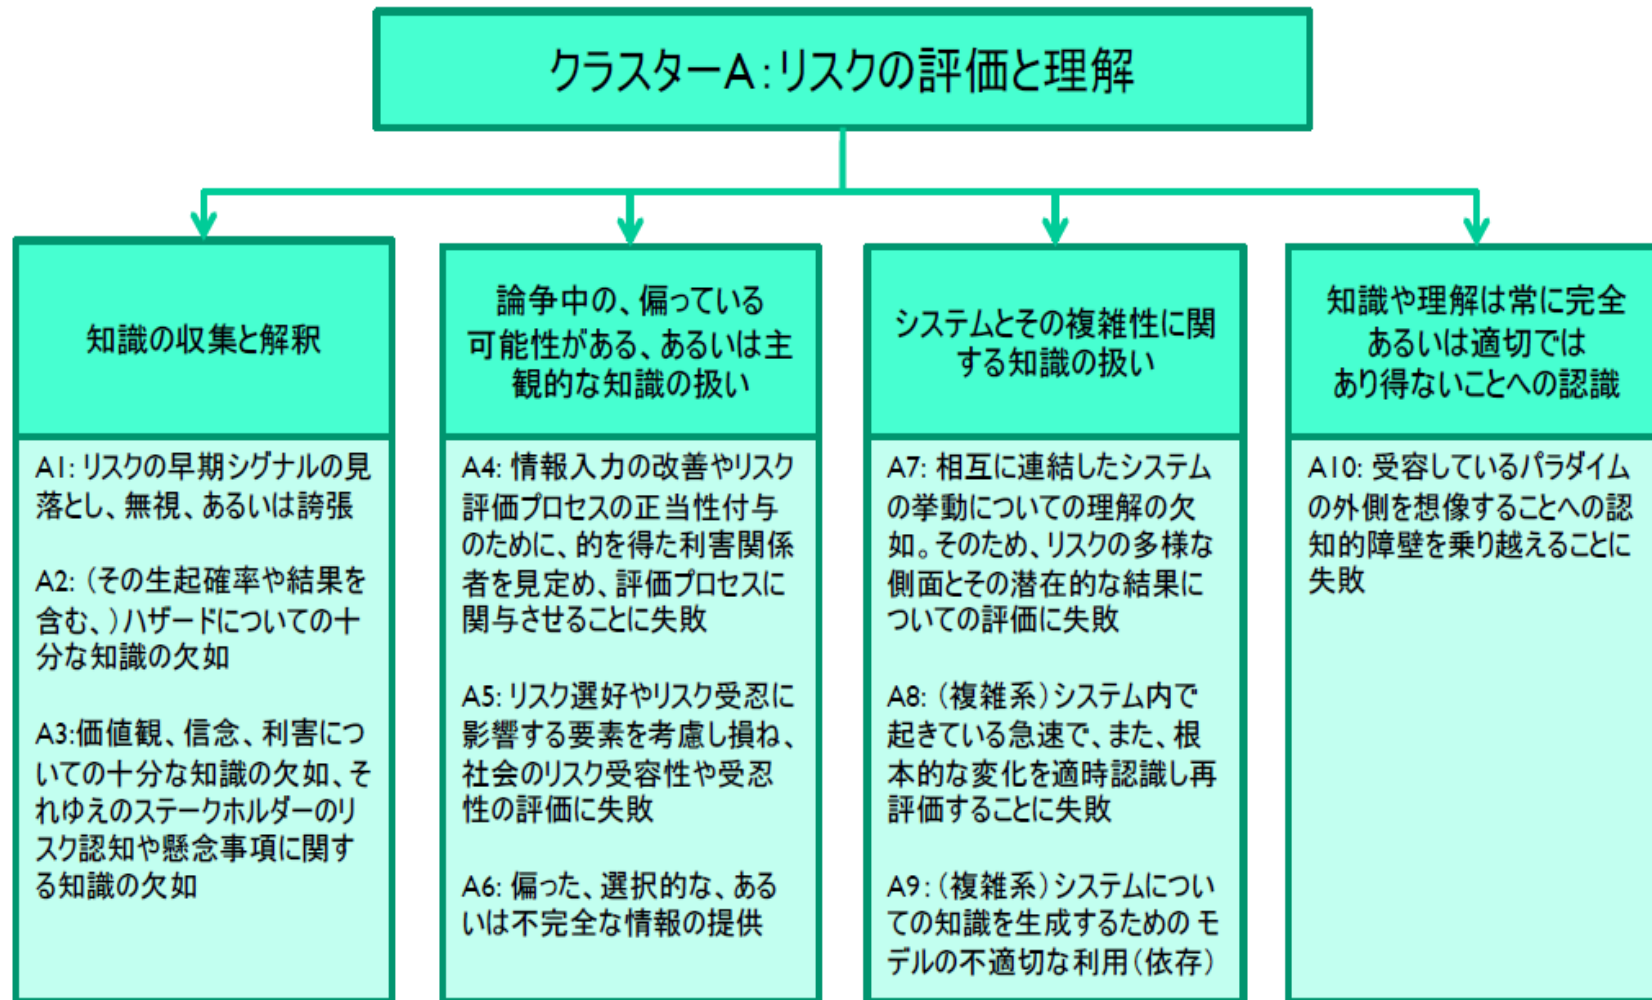 クラスターA：リスクの評価と理解
知識の収集と解釈
A1: リスクの早期シグナルの見
落とし、無視、あるいは誇張
A2: （その生起確率や結果を
含む、）ハザードについての十
分な知識の欠如
A3:価値観、信念、利害につ
いての十分な知識の欠如、そ
れゆえのステークホルダーのリ
スク認知や懸念事項に関す
る知識の欠如
論争中の、偏っている
可能性がある、あるいは主
観的な知識の扱い
A4: 情報入力の改善やリスク
評価プロセスの正当性付与
のために、的を得た利害関係
者を見定め、評価プロセスに
関与させることに失敗
A5: リスク選好やリスク受忍に
影響する要素を考慮し損ね、
社会のリスク受容性や受忍
性の評価に失敗
A6: 偏った、選択的な、ある
いは不完全な情報の提供
システムとその複雑性に関
する知識の扱い
A7: 相互に連結したシステム
の挙動についての理解の欠
如。そのため、リスクの多様な
側面とその潜在的な結果に
ついての評価に失敗
A8: （複雑系）システム内で
起きている急速で、また、根
本的な変化を適時認識し再
評価することに失敗
A9: （複雑系）システムについ
ての知識を生成するための モ
デルの不適切な利用（依存）
知識や理解は常に完全
あるいは適切では
あり得ないことへの認識
A10: 受容しているパラダイム
の外側を想像することへの認
知的障壁を乗り越えることに
失敗